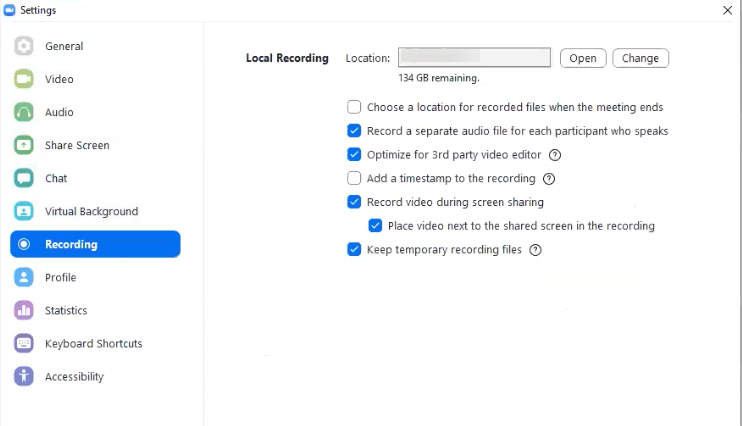 Settings
General
Video
Audio
Share Screen
Chat
Virtual Background
Recording
Profile
Statistics
Keyboard Shortcuts
Accessibility
Local Recording Location: Open Change
134 GB remaining.
Choose a location for recorded files when the meeting ends
Record a separate audio file for each participant who speaks
Optimize for 3rd party video editor ?
Add a timestamp to the recording ?
Record video during screen sharing
Place video next to the shared screen in the recording
Keep temporary recording files ?